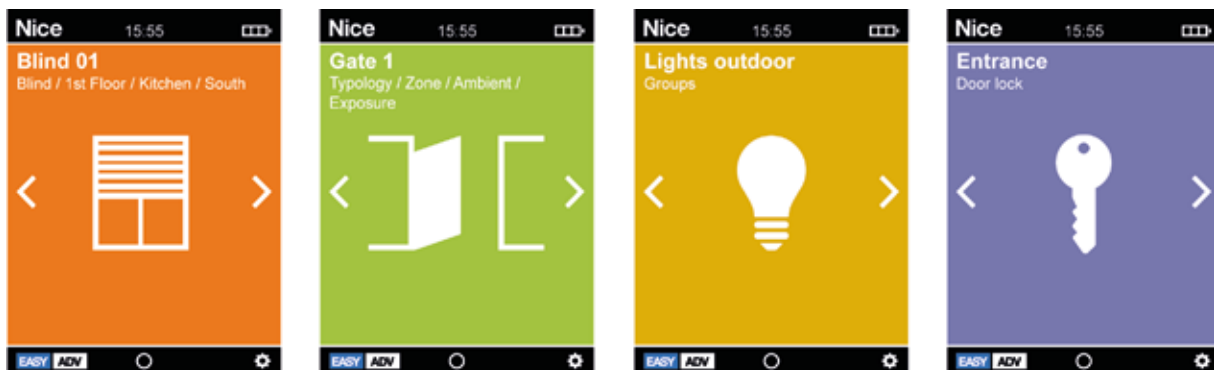 Nice 15:55
Blind 01
Blind / 1st Floor / Kitchen / South
EASY ADV
Nice 15:55
Gate 1
Typology / Zone / Ambient /
Exposure
EASY ADV
Nice 15:55
Lights outdoor
Groups
EASY ADV
Nice 15:55
Entrance
Door lock
EASY ADV